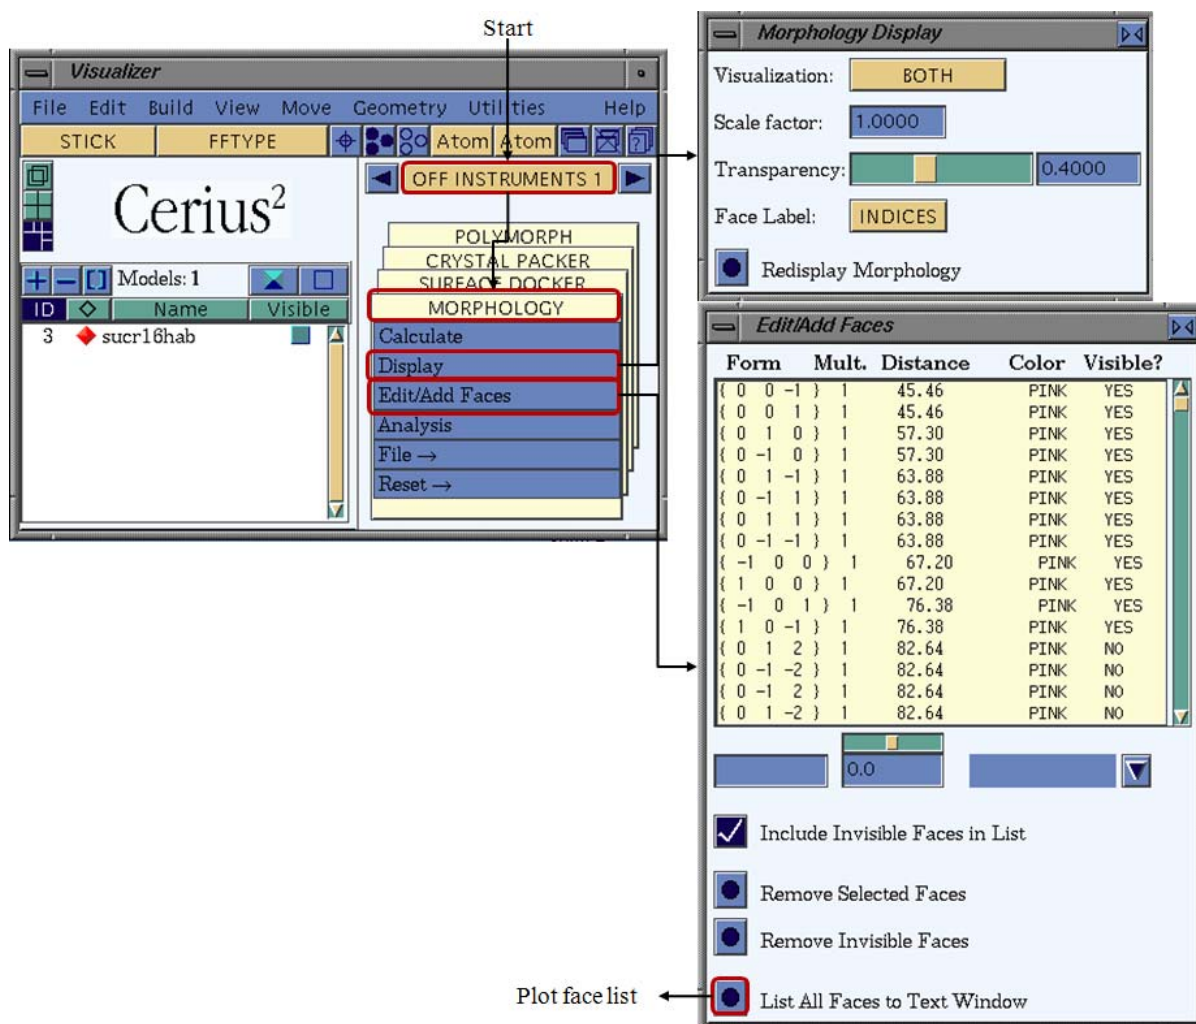 Start
Visualizer
File Edit Build View Move Geometry Utilities Help
STICK FFTYPE Atom Atom
OFF INSTRUMENTS 1
Cerius2
POLYMORPH
CRYSTAL PACKER
SURFACE DOCKER
MORPHOLOGY
Calculate
Display
Edit/Add Faces
Analysis
File →
Reset →
Models: 1
ID Name Visible
3 sucr16hab
Morphology Display
Visualization: BOTH
Scale factor: 1.0000
Transparency: 0.4000
Face Label: INDICES
Redisplay Morphology
Edit/Add Faces
Form Mult. Distance Color Visible?
{ 0 0 -1 } 1 45.46 PINK YES
{ 0 0 1 } 1 45.46 PINK YES
{ 0 1 0 } 1 57.30 PINK YES
{ 0 -1 0 } 1 57.30 PINK YES
{ 0 1 -1 } 1 63.88 PINK YES
{ 0 -1 1 } 1 63.88 PINK YES
{ 0 1 1 } 1 63.88 PINK YES
{ 0 -1 -1 } 1 63.88 PINK YES
{ -1 0 0 } 1 67.20 PINK YES
{ 1 0 0 } 1 67.20 PINK YES
{ -1 0 1 } 1 76.38 PINK YES
{ 1 0 -1 } 1 76.38 PINK YES
{ 0 1 2 } 1 82.64 PINK NO
{ 0 -1 -2 } 1 82.64 PINK NO
{ 0 -1 2 } 1 82.64 PINK NO
{ 0 1 -2 } 1 82.64 PINK NO
0.0
Include Invisible Faces in List
Remove Selected Faces
Remove Invisible Faces
Plot face list
List All Faces to Text Window